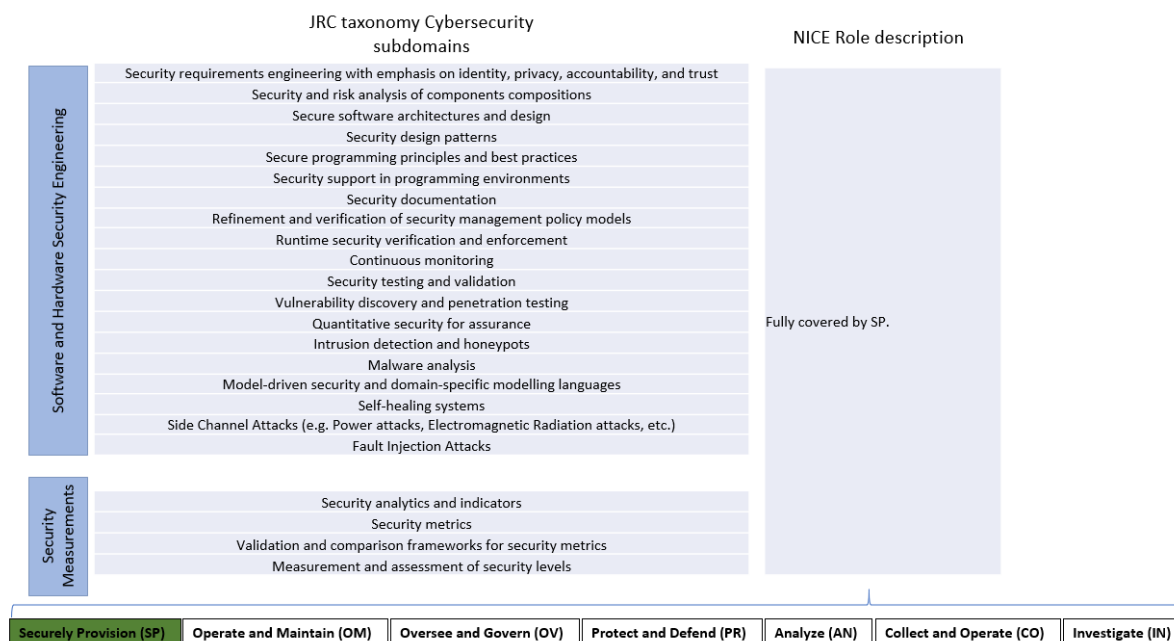 JRC taxonomy Cybersecurity
subdomains
NICE Role description
Software and Hardware Security Engineering
Security requirements engineering with emphasis on identity, privacy, accountability, and trust
Security and risk analysis of components compositions
Secure software architectures and design
Security design patterns
Secure programming principles and best practices
Security support in programming environments
Security documentation
Refinement and verification of security management policy models
Runtime security verification and enforcement
Continuous monitoring
Security testing and validation
Vulnerability discovery and penetration testing
Quantitative security for assurance
Intrusion detection and honeypots
Malware analysis
Model-driven security and domain-specific modelling languages
Self-healing systems
Side Channel Attacks (e.g. Power attacks, Electromagnetic Radiation attacks, etc.)
Fault Injection Attacks
Fully covered by SP.
Security
Measurements
Security analytics and indicators
Security metrics
Validation and comparison frameworks for security metrics
Measurement and assessment of security levels
Securely Provision (SP)
Operate and Maintain (OM)
Oversee and Govern (OV)
Protect and Defend (PR)
Analyze (AN)
Collect and Operate (CO)
Investigate (IN)